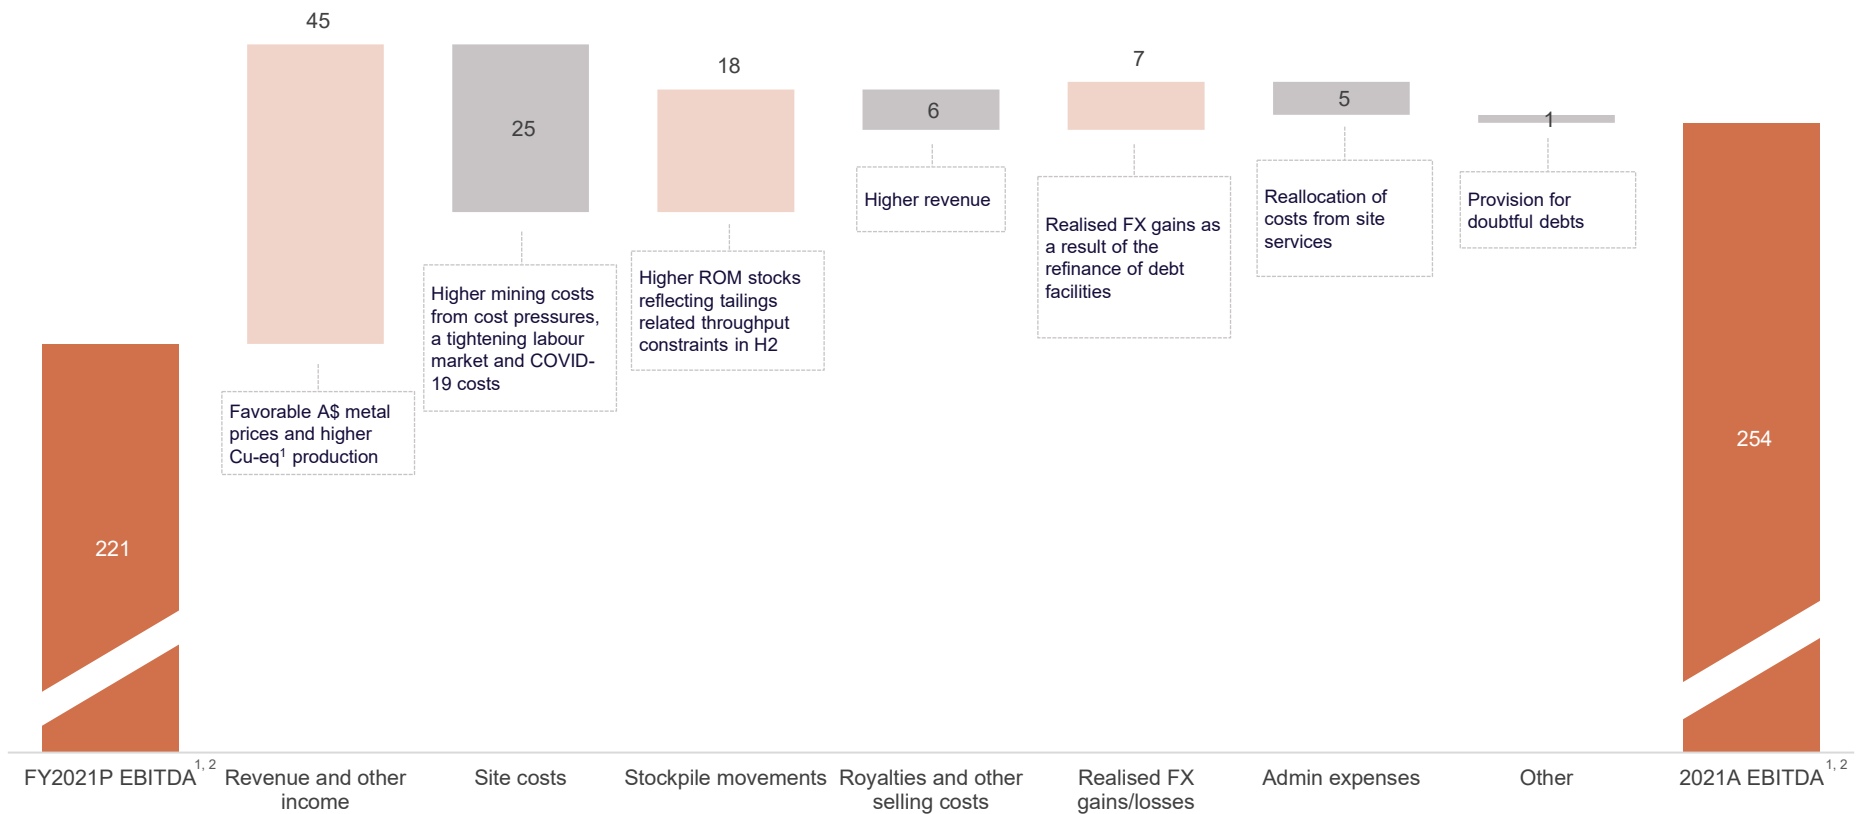 45
18
7
25
6
5
1
Favorable A$ metal
prices and higher
Cu-eq1 production
Higher mining costs
from cost pressures,
a tightening labour
market and COVID-
19 costs
Higher ROM stocks
reflecting tailings
related throughput
constraints in H2
Higher revenue
Realised FX gains as
a result of the
refinance of debt
facilities
Reallocation of
costs from site
services
Provision for
doubtful debts
221
254
FY2021P EBITDA1, 2
Revenue and other
income
Site costs
Stockpile movements
Royalties and other
selling costs
Realised FX
gains/losses
Admin expenses
Other
2021A EBITDA1, 2